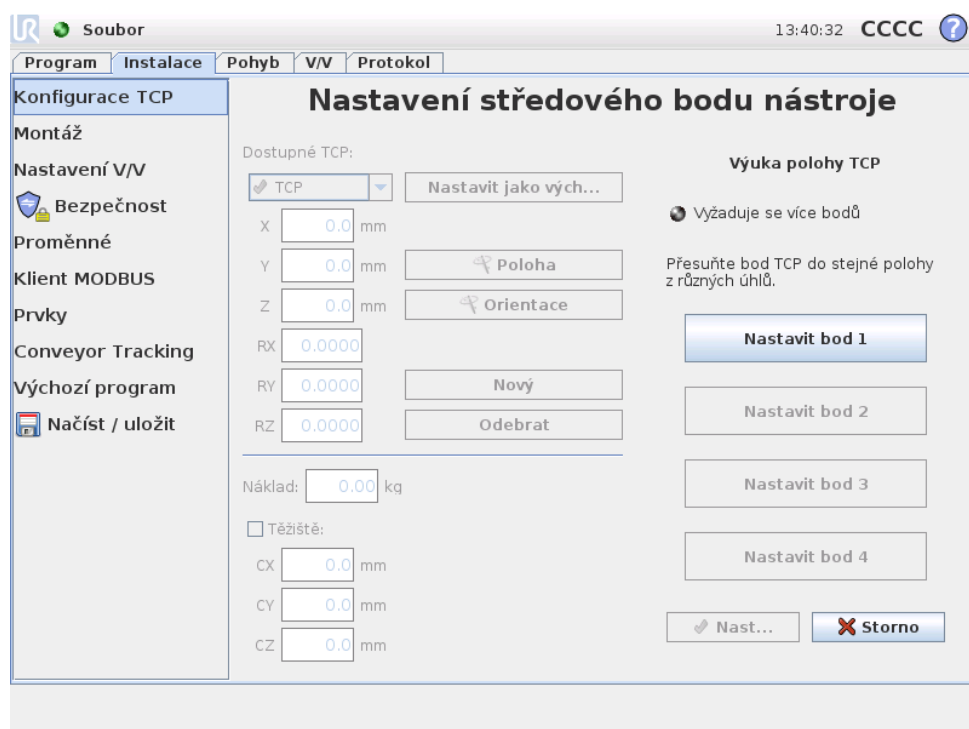 UR Soubor 13:40:32 CCCC ?
Program Instalace Pohyb V/V Protokol
Konfigurace TCP
Montáž
Nastavení V/V
Bezpečnost
Proměnné
Klient MODBUS
Prvky
Conveyor Tracking
Výchozí program
Načíst / uložit
Nastavení středového bodu nástroje
Dostupné TCP:
TCP Nastavit jako vých...
X 0.0 mm
Y 0.0 mm Poloha
Z 0.0 mm Orientace
RX 0.0000
RY 0.0000 Nový
RZ 0.0000 Odebrat
Náklad: 0.00 kg
Těžiště:
CX 0.0 mm
CY 0.0 mm
CZ 0.0 mm
Výuka polohy TCP
Vyžaduje se více bodů
Přesuňte bod TCP do stejné polohy
z různých úhlů.
Nastavit bod 1
Nastavit bod 2
Nastavit bod 3
Nastavit bod 4
Nast... Storno